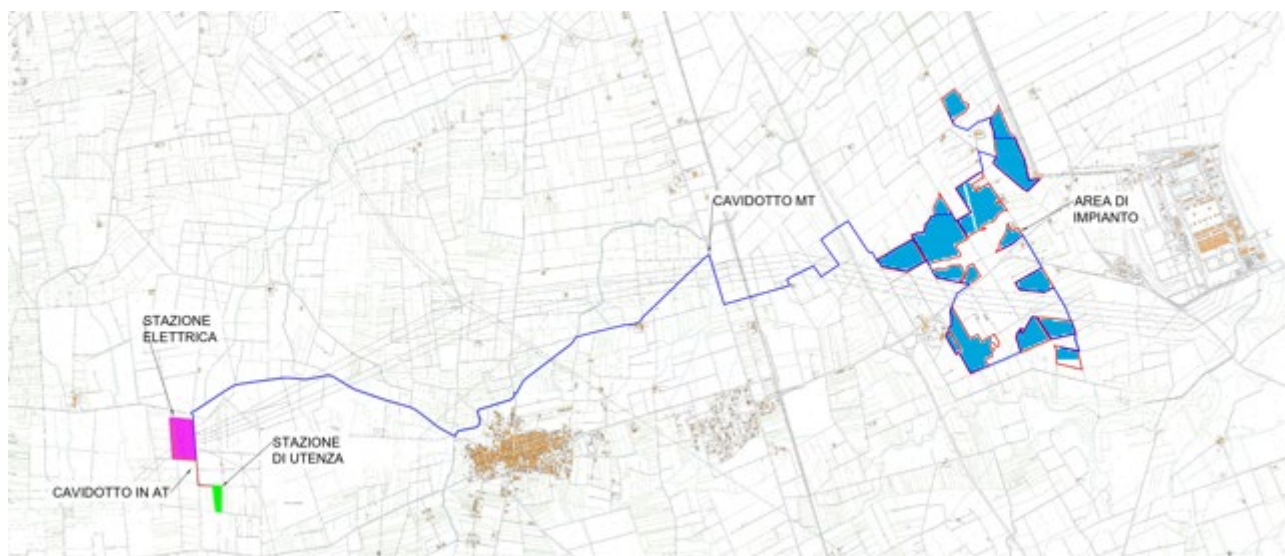 CAVIDOTTO MT
AREA DI
IMPIANTO
STAZIONE
ELETTRICA
STAZIONE
DI UTENZA
CAVIDOTTO IN AT